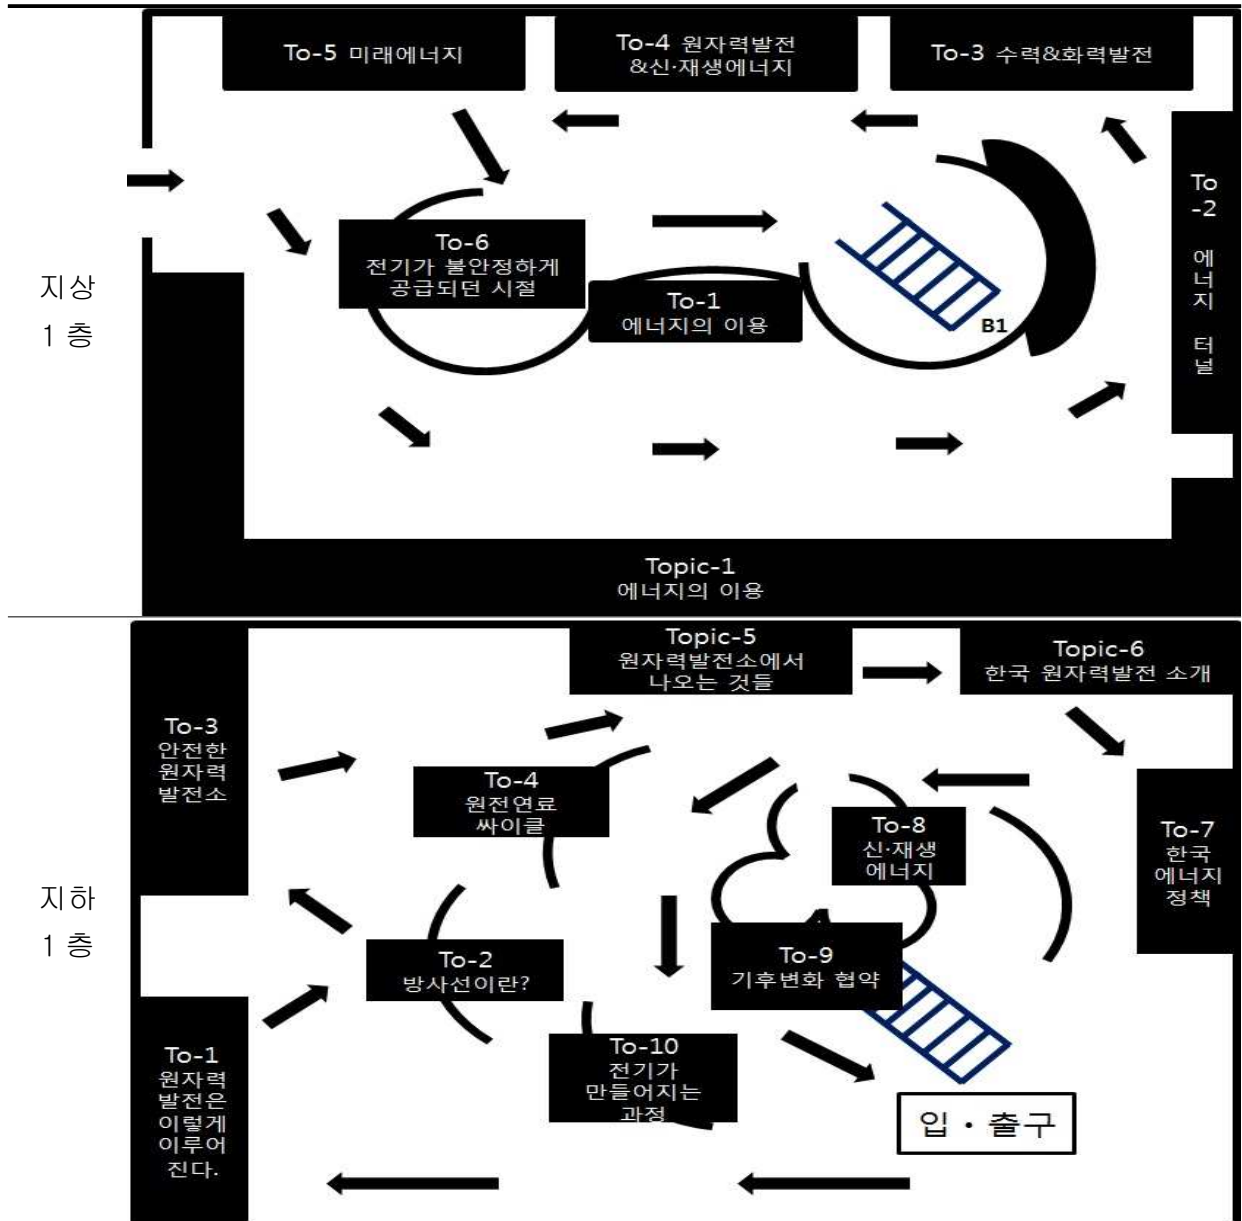 To-5 미래에너지
To-4 원자력발전
&신·재생에너지
To-3 수력&화력발전
To
-2
에
너
지
터
널
To-6
전기가 불안정하게
공급되던 시절
To-1
에너지의 이용
B1
지상
1 층
Topic-1
에너지의 이용
Topic-5
원자력발전소에서
나오는 것들
Topic-6
한국 원자력발전 소개
To-3
안전한
원자력
발전소
To-4
원전연료
싸이클
To-8
신·재생
에너지
To-7
한국
에너지
정책
지하
1 층
To-2
방사선이란?
To-9
기후변화 협약
To-1
원자력
발전은
이렇게
이루어
진다.
To-10
전기가
만들어지는
과정
입 · 출구